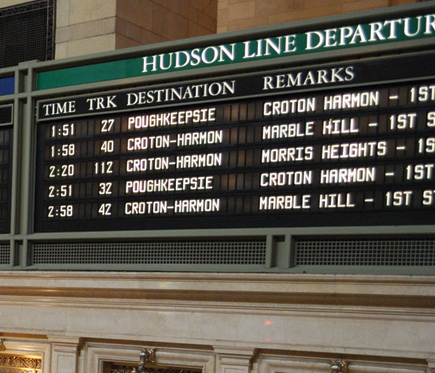 HUDSON LINE
TIME TRK DESTINATION REMARKS
1:51 27 POUGHKEEPSIE CROTON HARMON - 1ST
1:58 40 CROTON-HARMON MARBLE HILL - 1ST S
2:20 112 CROTON-HARMON MORRIS HEIGHTS - 1S
2:51 32 POUGHKEEPSIE CROTON HARMON - 1ST
2:58 42 CROTON-HARMON MARBLE HILL - 1ST S